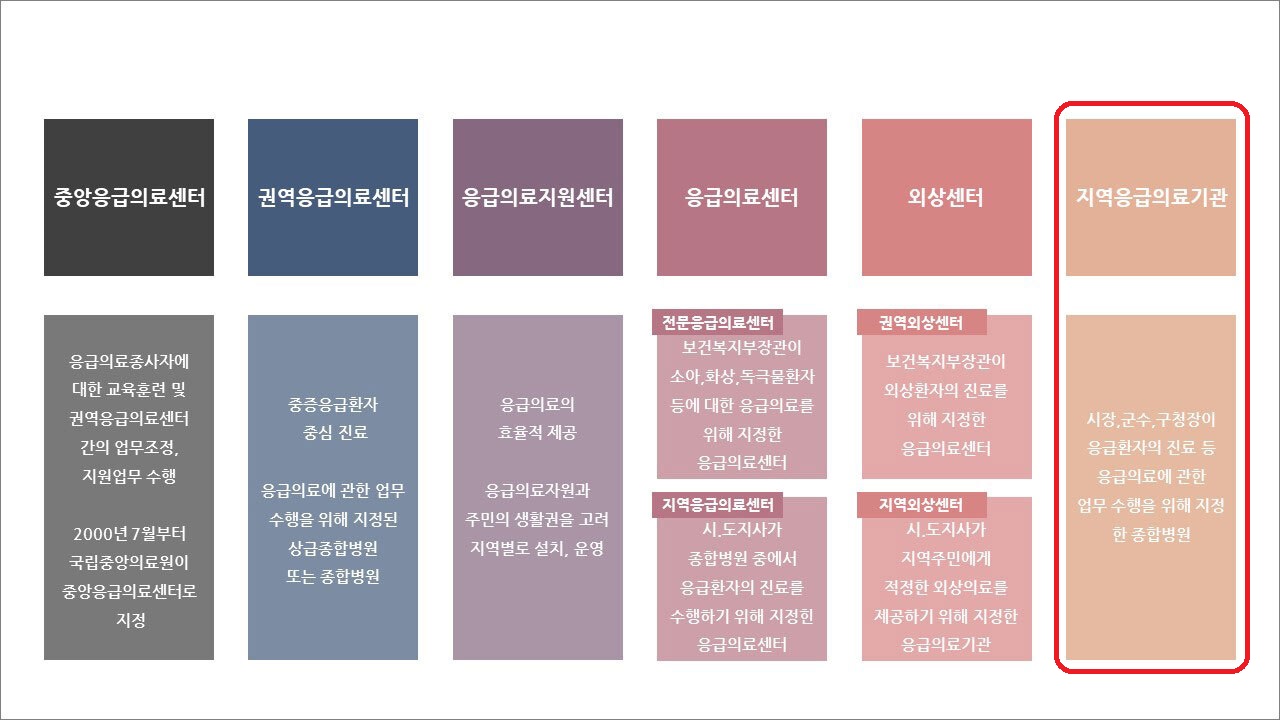 중앙응급의료센터
권역응급의료센터
응급의료지원센터
응급의료센터
외상센터
지역응급의료기관
응급의료종사자에
대한 교육훈련 및
권역응급의료센터
간의 업무조정,
지원업무 수행
2000년 7월부터
국립중앙의료원이
중앙응급의료센터로
지정
중증응급환자
중심 진료
응급의료에 관한 업무
수행을 위해 지정된
상급종합병원
또는 종합병원
응급의료의
효율적 제공
응급의료자원과
주민의 생활권을 고려
지역별로 설치, 운영
전문응급의료센터
보건복지부장관이
소아,화상,독극물환자
등에 대한 응급의료를
위해 지정한
응급의료센터
지역응급의료센터
시,도지사가
종합병원 중에서
응급환자의 진료를
수행하기 위해 지정한
응급의료센터
권역외상센터
보건복지부장관이
외상환자의 진료를
위해 지정한
응급의료센터
지역외상센터
시,도지사가
지역주민에게
적정한 외상의료를
제공하기 위해 지정한
응급의료기관
시장,군수,구청장이
응급환자의 진료 등
응급의료에 관한
업무 수행을 위해 지정
한 종합병원